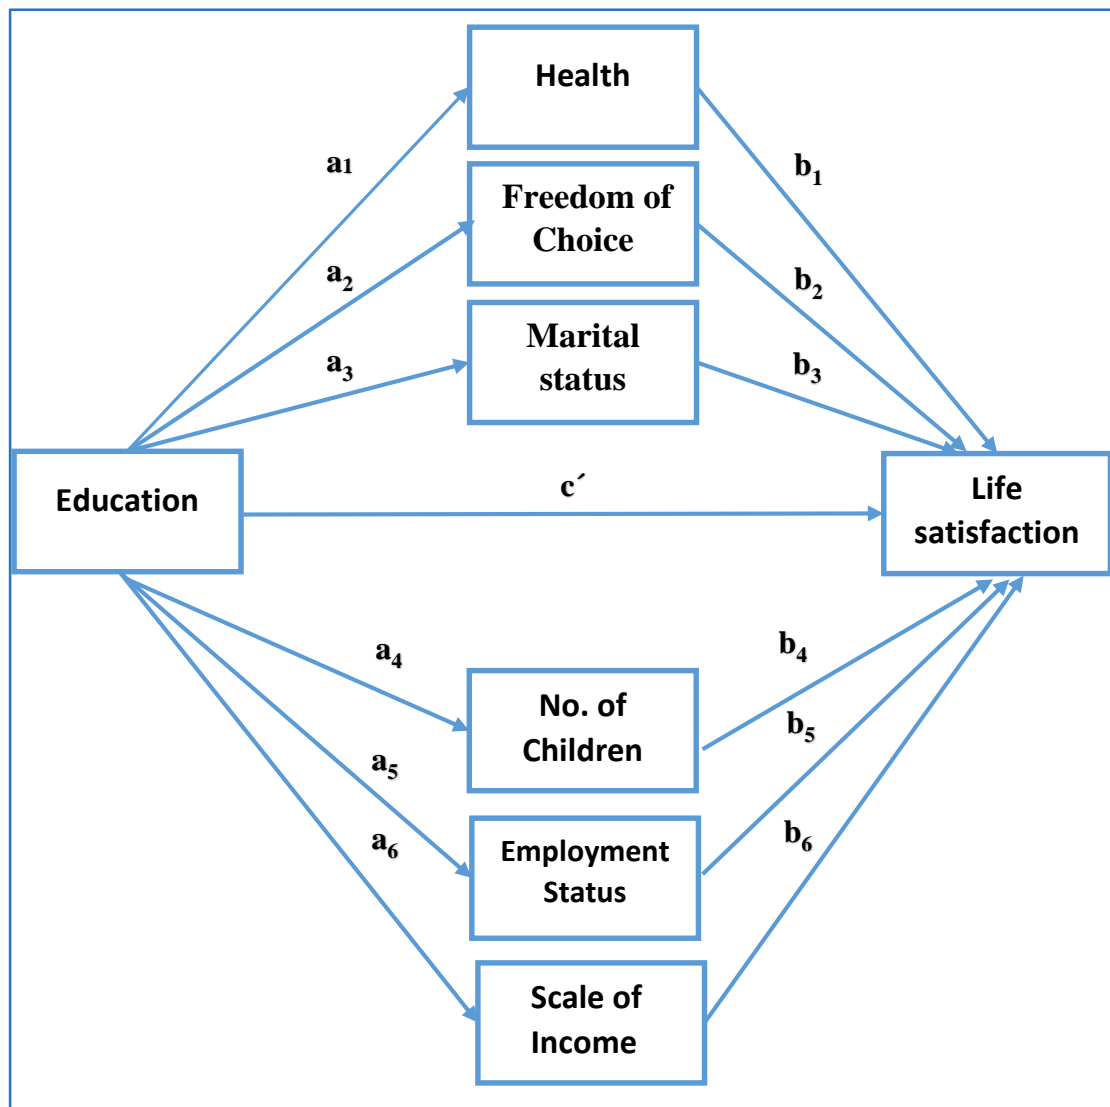 Health
a1
b₁
Freedom of
Choice
a₂
b₂
Marital
status
a₃
b₃
Education
c´
Life
satisfaction
a₄
b₄
No. of
Children
a₅
b₅
Employment
Status
a₆
b₆
Scale of
Income